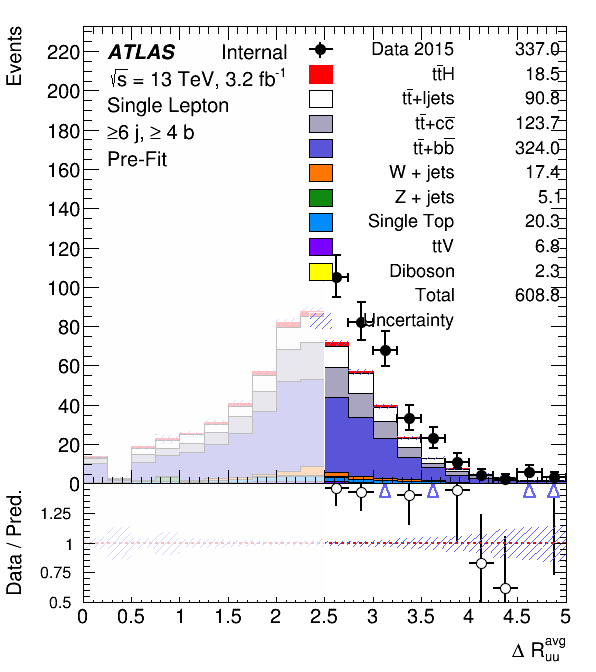 Events
220
200
180
160
140
120
100
80
60
40
20
0
ATLAS Internal
√s = 13 TeV, 3.2 fb⁻¹
Single Lepton
≥6 j, ≥ 4 b
Pre-Fit
Data 2015 337.0
tt̄H 18.5
tt̄+ljets 90.8
tt̄+cc̄ 123.7
tt̄+bb̄ 324.0
W + jets 17.4
Z + jets 5.1
Single Top 20.3
ttV 6.8
Diboson 2.3
Total 608.8
Uncertainty
Data / Pred.
1.25
1
0.75
0.5
0 0.5 1 1.5 2 2.5 3 3.5 4 4.5 5
Δ R_uu^avg